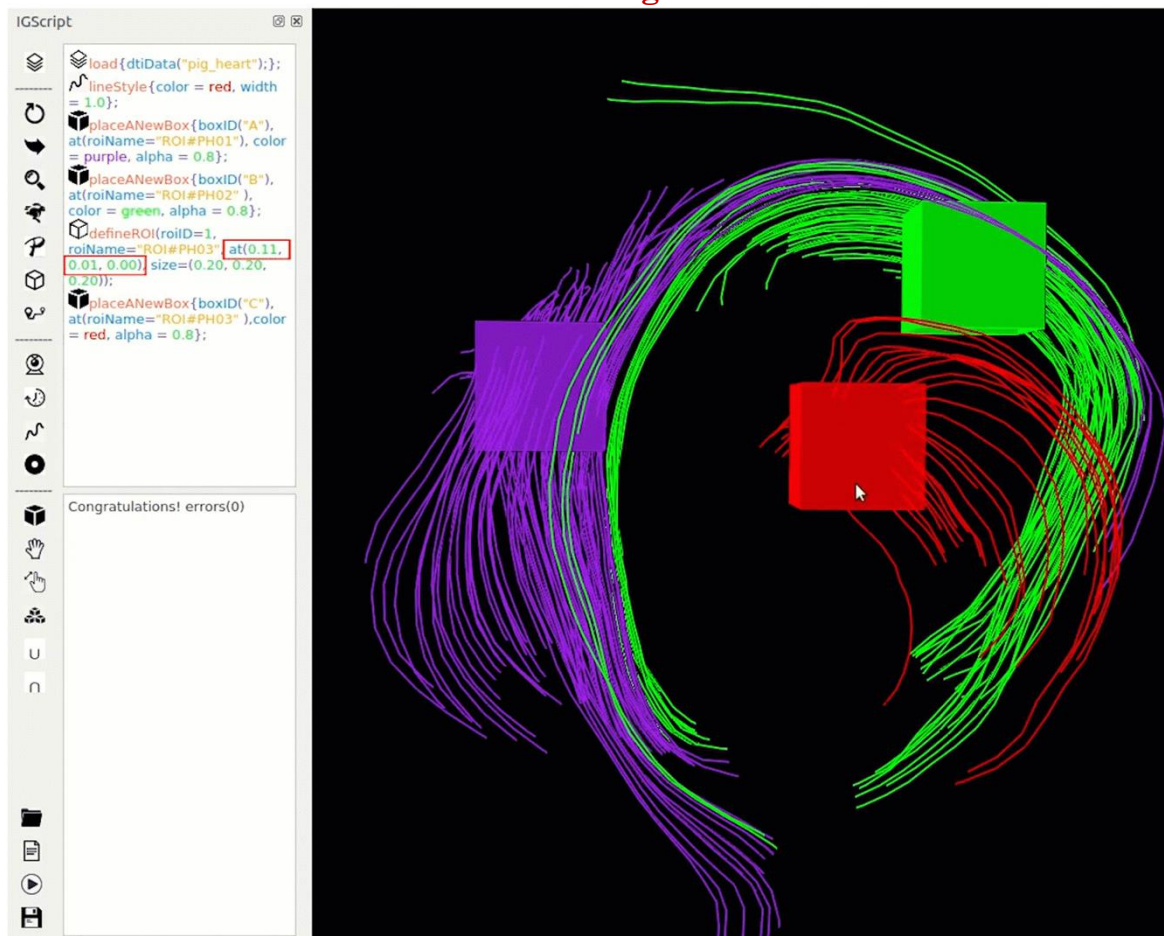 IGScript
load{dtiData("pig_heart");};
lineStyle{color = red, width
= 1.0};
placeANewBox{boxID("A"),
at(roiName="ROI#PH01"), color
= purple, alpha = 0.8};
placeANewBox{boxID("B"),
at(roiName="ROI#PH02" ),
color = green, alpha = 0.8};
defineROI(roiID=1,
roiName="ROI#PH03", at(0.11,
0.01, 0.00), size=(0.20, 0.20,
0.20));
placeANewBox{boxID("C"),
at(roiName="ROI#PH03" ),color
= red, alpha = 0.8};
Congratulations! errors(0)